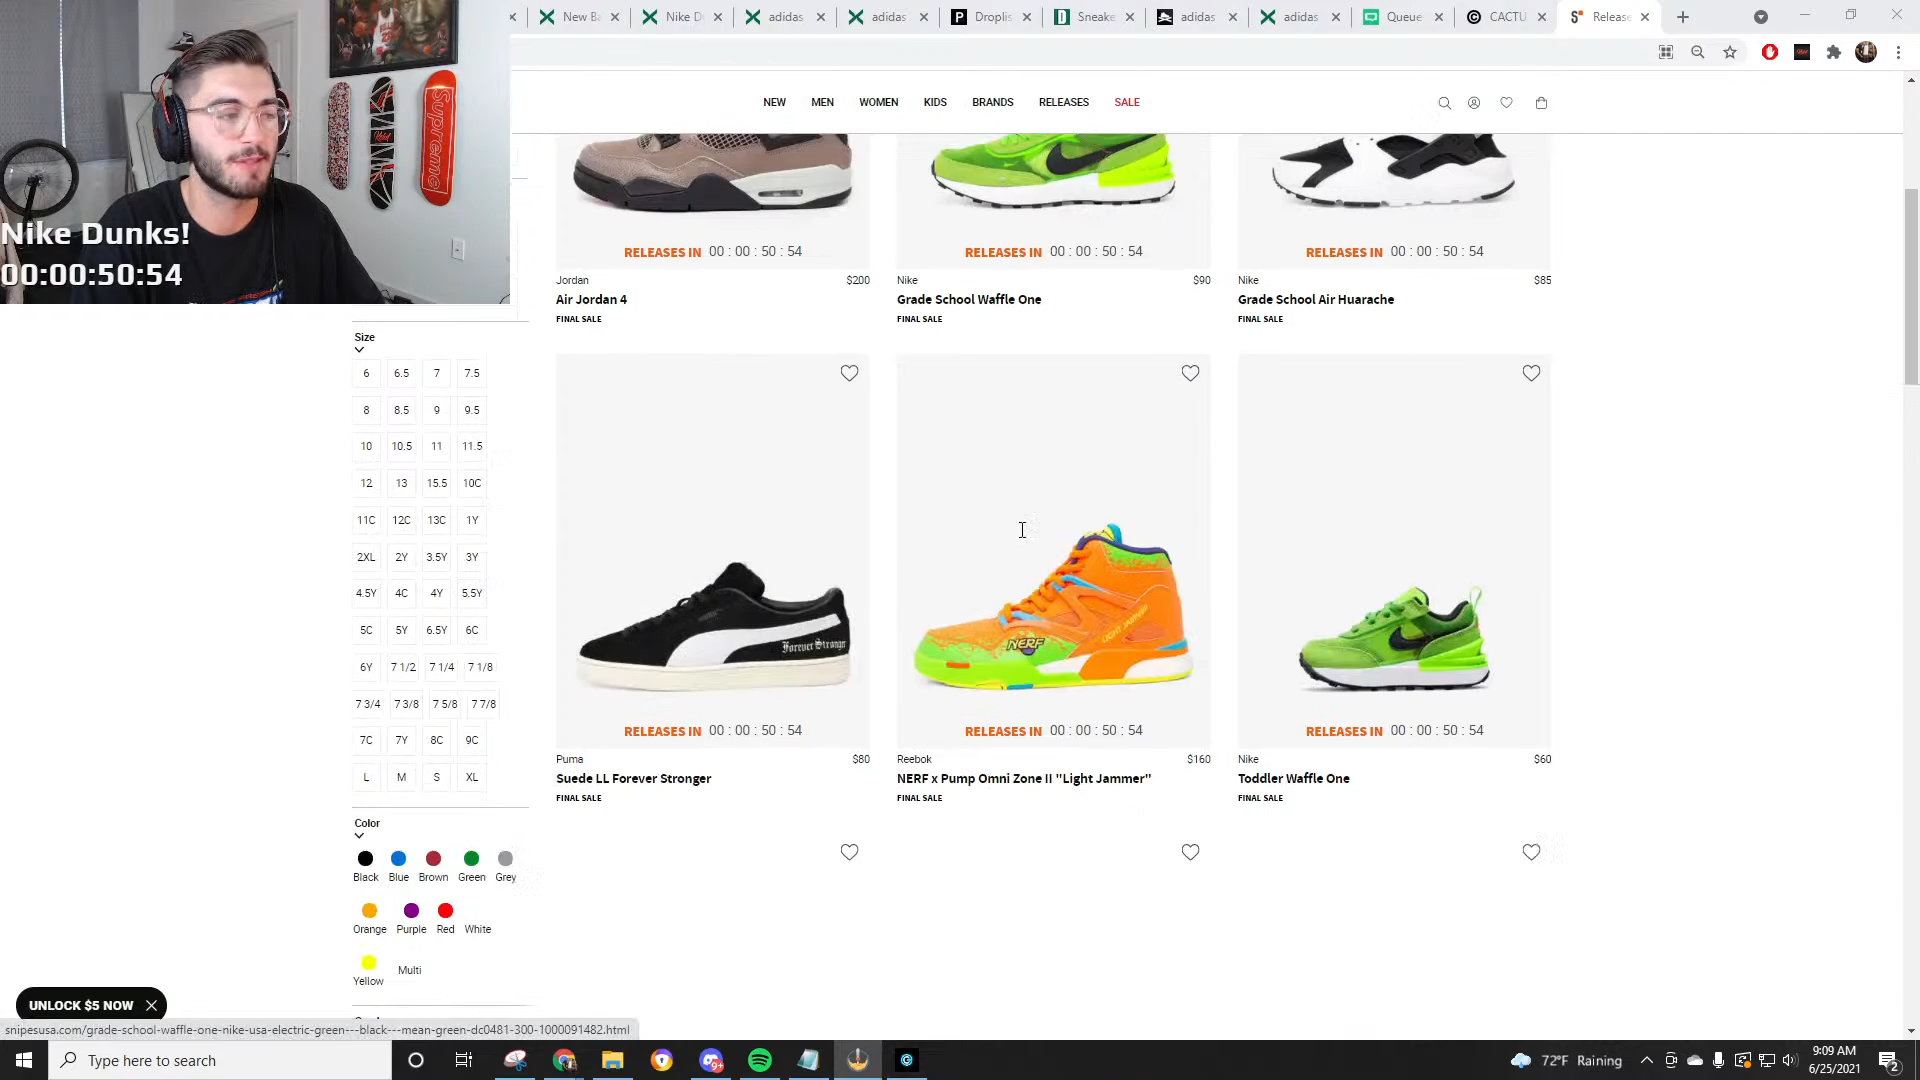 New Ba
Nike D
adidas
adidas
Droplis
Sneake
adidas
adidas
Queue
CACTU
Release
Supreme
Nike Dunks!
00:00:50:54
NEW MEN WOMEN KIDS BRANDS RELEASES SALE
RELEASES IN 00 : 00 : 50 : 54
RELEASES IN 00 : 00 : 50 : 54
RELEASES IN 00 : 00 : 50 : 54
Jordan $200
Air Jordan 4
FINAL SALE
Nike $90
Grade School Waffle One
FINAL SALE
Nike $85
Grade School Air Huarache
FINAL SALE
Size
6 6.5 7 7.5
8 8.5 9 9.5
10 10.5 11 11.5
12 13 15.5 10C
11C 12C 13C 1Y
2XL 2Y 3.5Y 3Y
4.5Y 4C 4Y 5.5Y
5C 5Y 6.5Y 6C
6Y 7 1/2 7 1/4 7 1/8
7 3/4 7 3/8 7 5/8 7 7/8
7C 7Y 8C 9C
L M S XL
Forever Stronger
NERF
LIGHT JAMMER
RELEASES IN 00 : 00 : 50 : 54
RELEASES IN 00 : 00 : 50 : 54
RELEASES IN 00 : 00 : 50 : 54
Puma $80
Suede LL Forever Stronger
FINAL SALE
Reebok $160
NERF x Pump Omni Zone II "Light Jammer"
FINAL SALE
Nike $60
Toddler Waffle One
FINAL SALE
Color
Black Blue Brown Green Grey
Orange Purple Red White
Yellow Multi
UNLOCK $5 NOW
snipesusa.com/grade-school-waffle-one-nike-usa-electric-green---black---mean-green-dc0481-300-1000091482.html
Type here to search
72°F Raining
9:09 AM
6/25/2021
2